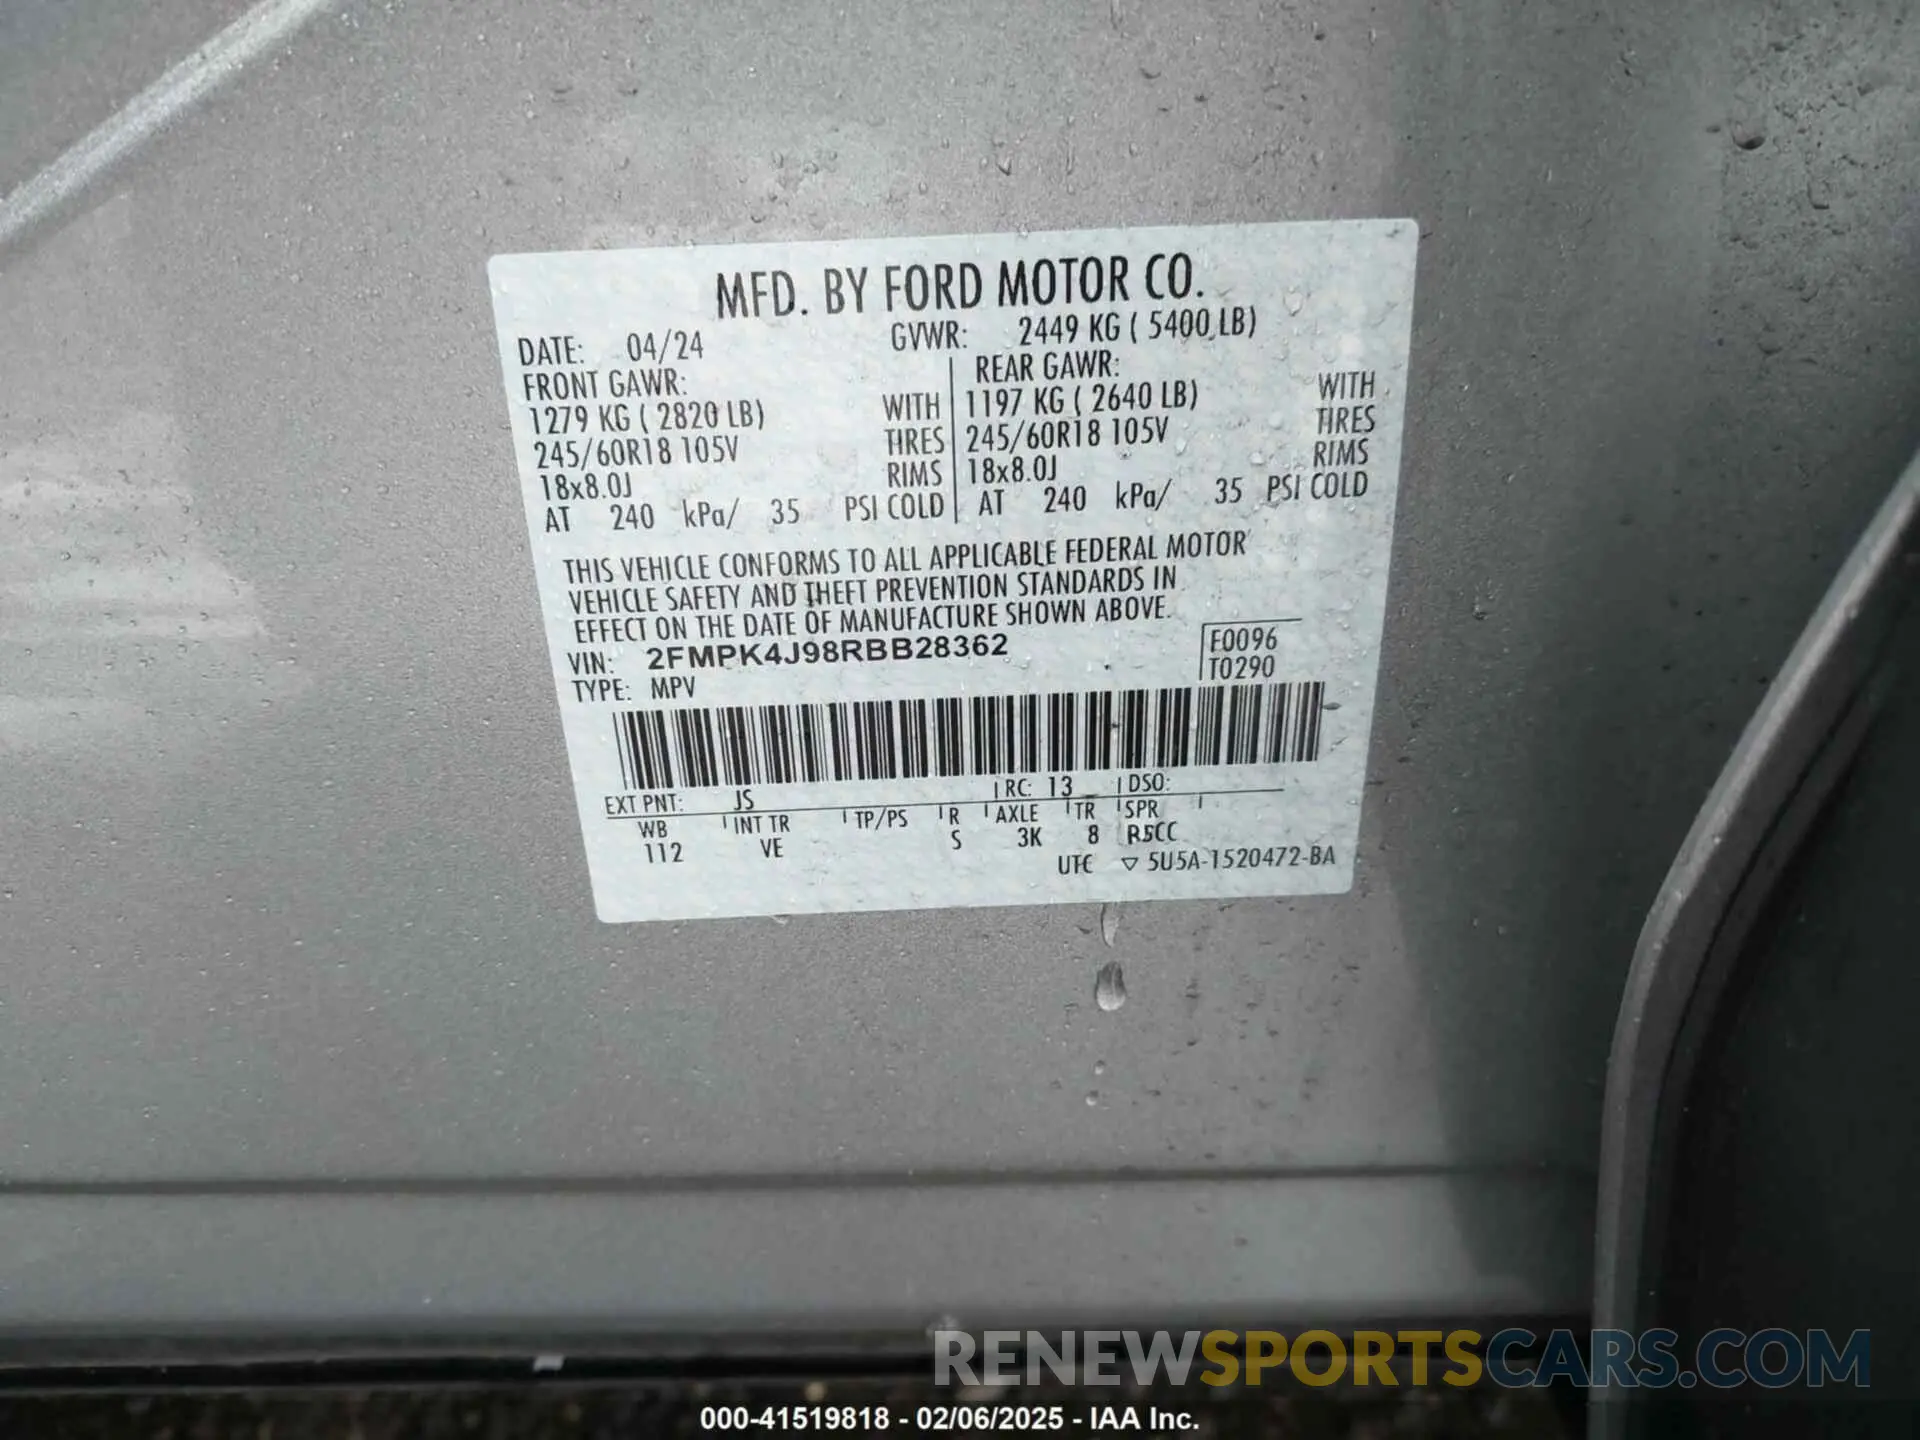 MFD. BY FORD MOTOR CO.
DATE: 04/24 GVWR: 2449 KG ( 5400 LB)
FRONT GAWR: REAR GAWR:
1279 KG ( 2820 LB) WITH 1197 KG ( 2640 LB) WITH
245/60R18 105V TIRES 245/60R18 105V TIRES
18x8.0J RIMS 18x8.0J RIMS
AT 240 kPa/ 35 PSI COLD AT 240 kPa/ 35 PSI COLD
THIS VEHICLE CONFORMS TO ALL APPLICABLE FEDERAL MOTOR
VEHICLE SAFETY AND THEFT PREVENTION STANDARDS IN
EFFECT ON THE DATE OF MANUFACTURE SHOWN ABOVE.
VIN: 2FMPK4J98RBB28362 F0096
TYPE: MPV T0290
EXT PNT: JS RC: 13 DSO:
WB INT TR TP/PS R AXLE TR SPR
112 VE S 3K 8 R5CC
UTC ▽ 5U5A-1520472-BA
RENEWSPORTSCARS.COM
000-41519818 - 02/06/2025 - IAA Inc.